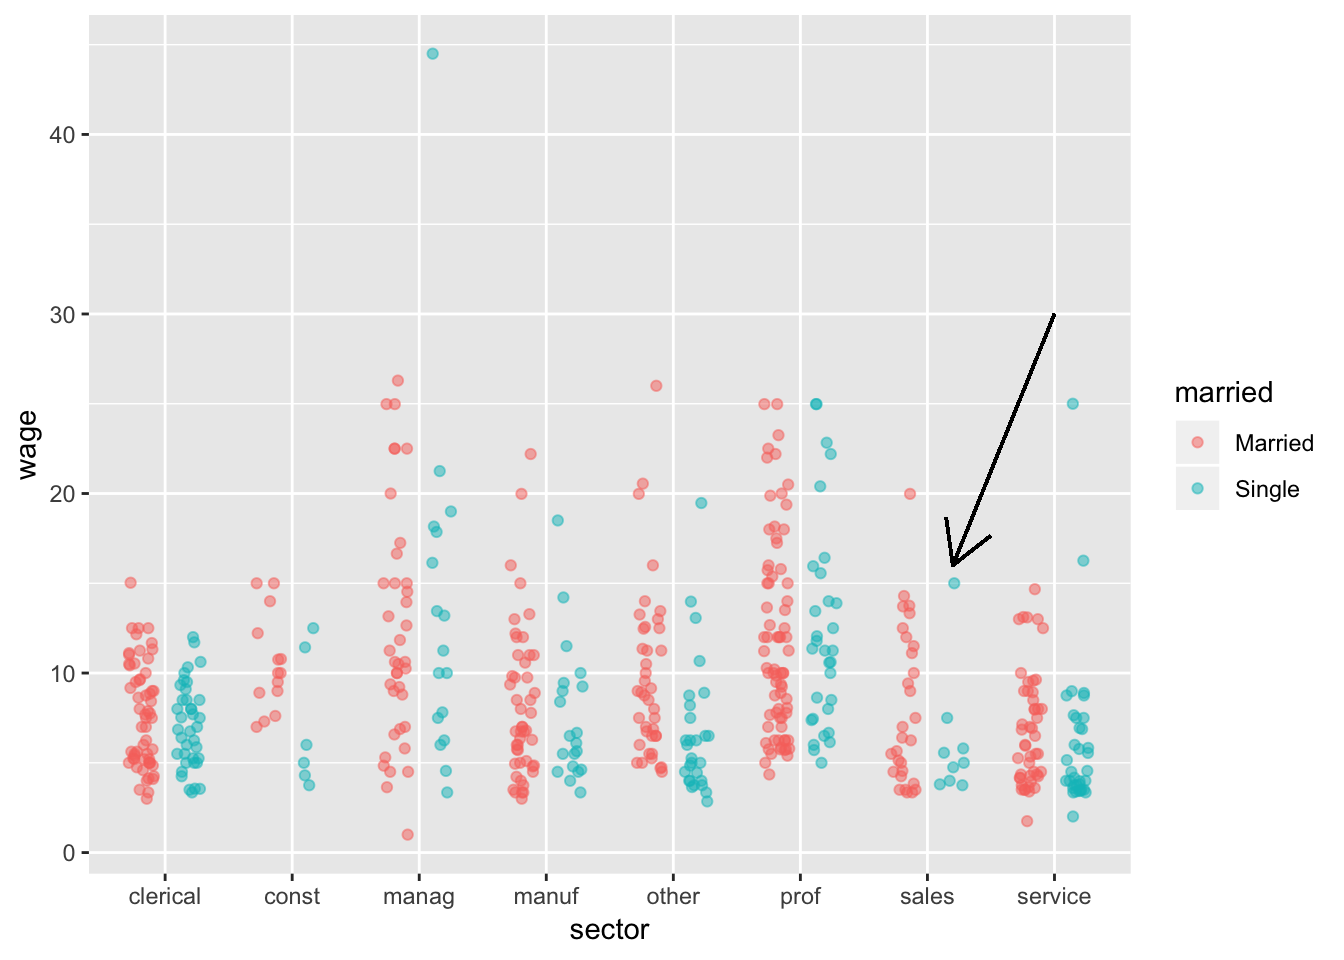 40
30
20
10
0
wage
clerical const manag manuf other prof sales service
sector
married
Married
Single